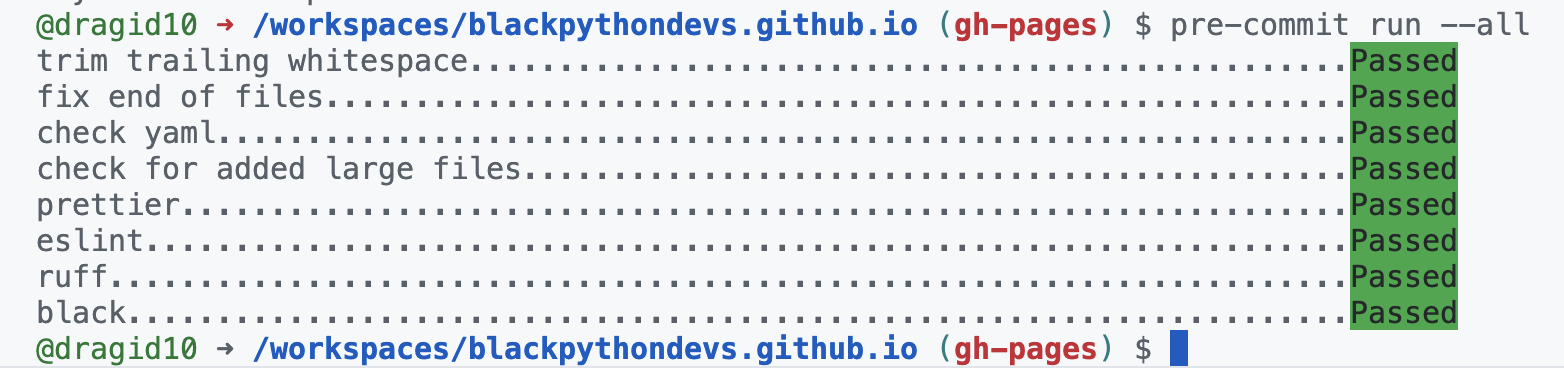 @dragid10 ➜ /workspaces/blackpythondevs.github.io (gh-pages) $ pre-commit run --all
trim trailing whitespace.................................................Passed
fix end of files.........................................................Passed
check yaml...............................................................Passed
check for added large files..............................................Passed
prettier.................................................................Passed
eslint...................................................................Passed
ruff.....................................................................Passed
black....................................................................Passed
@dragid10 ➜ /workspaces/blackpythondevs.github.io (gh-pages) $